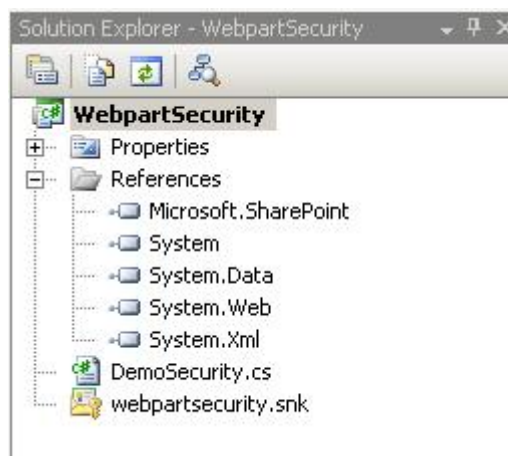 Solution Explorer - WebpartSecurity
WebpartSecurity
Properties
References
Microsoft.SharePoint
System
System.Data
System.Web
System.Xml
DemoSecurity.cs
webpartsecurity.snk